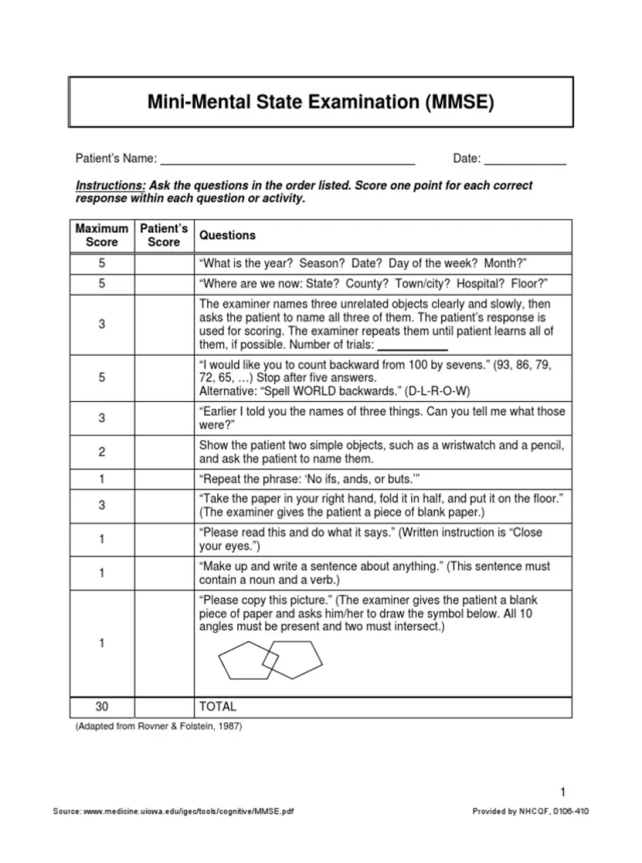 Mini-Mental State Examination (MMSE)
Patient's Name: ______________________ Date: ____________
Instructions: Ask the questions in the order listed. Score one point for each correct
response within each question or activity.
Maximum Score Patient's Score Questions
5 “What is the year? Season? Date? Day of the week? Month?”
5 “Where are we now: State? County? Town/city? Hospital? Floor?”
3 The examiner names three unrelated objects clearly and slowly, then
asks the patient to name all three of them. The patient's response is
used for scoring. The examiner repeats them until patient learns all of
them, if possible. Number of trials: ___________
5 “I would like you to count backward from 100 by sevens.” (93, 86, 79,
72, 65, …) Stop after five answers.
Alternative: “Spell WORLD backwards.” (D-L-R-O-W)
3 “Earlier I told you the names of three things. Can you tell me what those
were?”
2 Show the patient two simple objects, such as a wristwatch and a pencil,
and ask the patient to name them.
1 “Repeat the phrase: ‘No ifs, ands, or buts.’”
3 “Take the paper in your right hand, fold it in half, and put it on the floor.”
(The examiner gives the patient a piece of blank paper.)
1 “Please read this and do what it says.” (Written instruction is “Close
your eyes.”)
1 “Make up and write a sentence about anything.” (This sentence must
contain a noun and a verb.)
1 “Please copy this picture.” (The examiner gives the patient a blank
piece of paper and asks him/her to draw the symbol below. All 10
angles must be present and two must intersect.)
30 TOTAL
(Adapted from Rovner & Folstein, 1987)
1
Source: www.medicine.uiowa.edu/igec/tools/cognitive/MMSE.pdf Provided by NHCQF, 0106-410